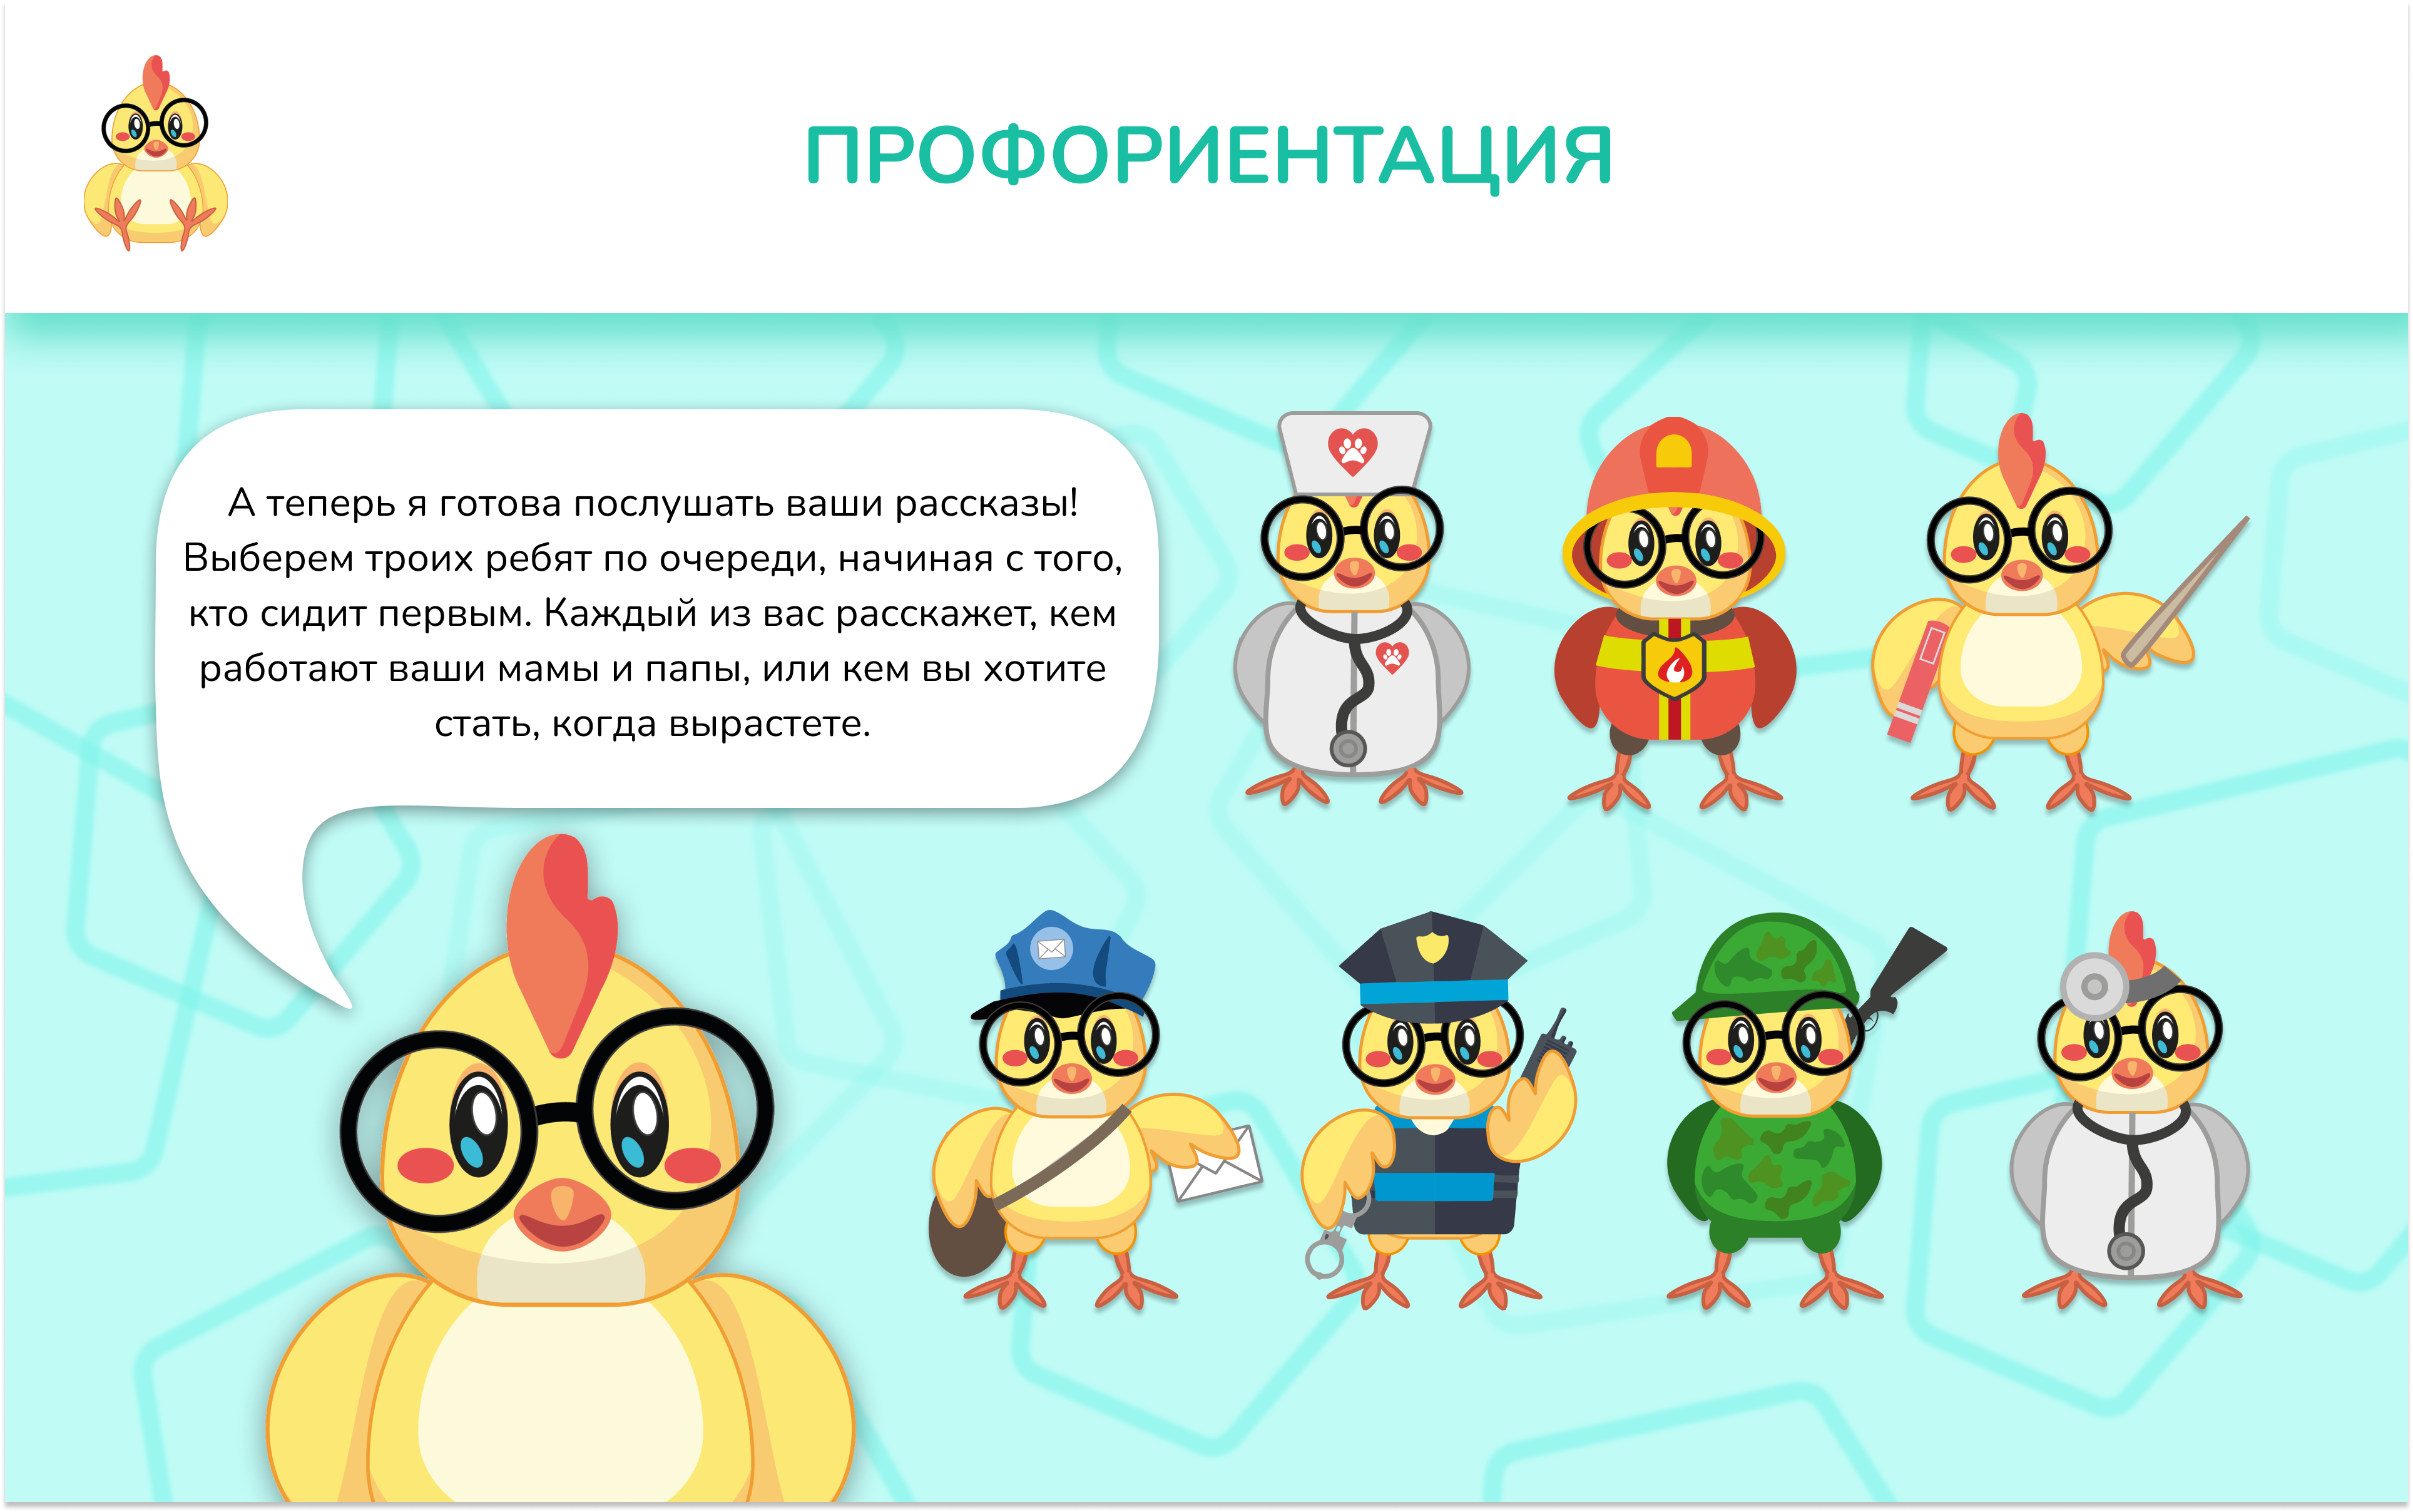 ПРОФОРИЕНТАЦИЯ
А теперь я готова послушать ваши рассказы!
Выберем троих ребят по очереди, начиная с того,
кто сидит первым. Каждый из вас расскажет, кем
работают ваши мамы и папы, или кем вы хотите
стать, когда вырастете.